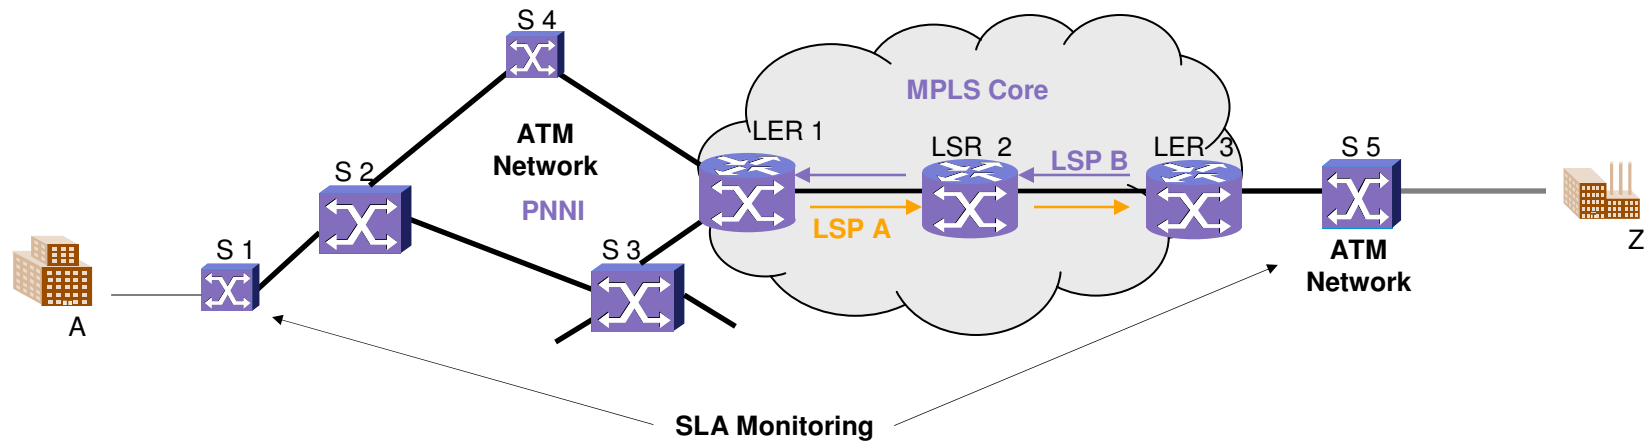 S 4
MPLS Core
ATM
Network
PNNI
LER 1
LSR 2
LSP B
LER 3
S 5
S 2
LSP A
S 3
S 1
ATM
Network
A
Z
SLA Monitoring